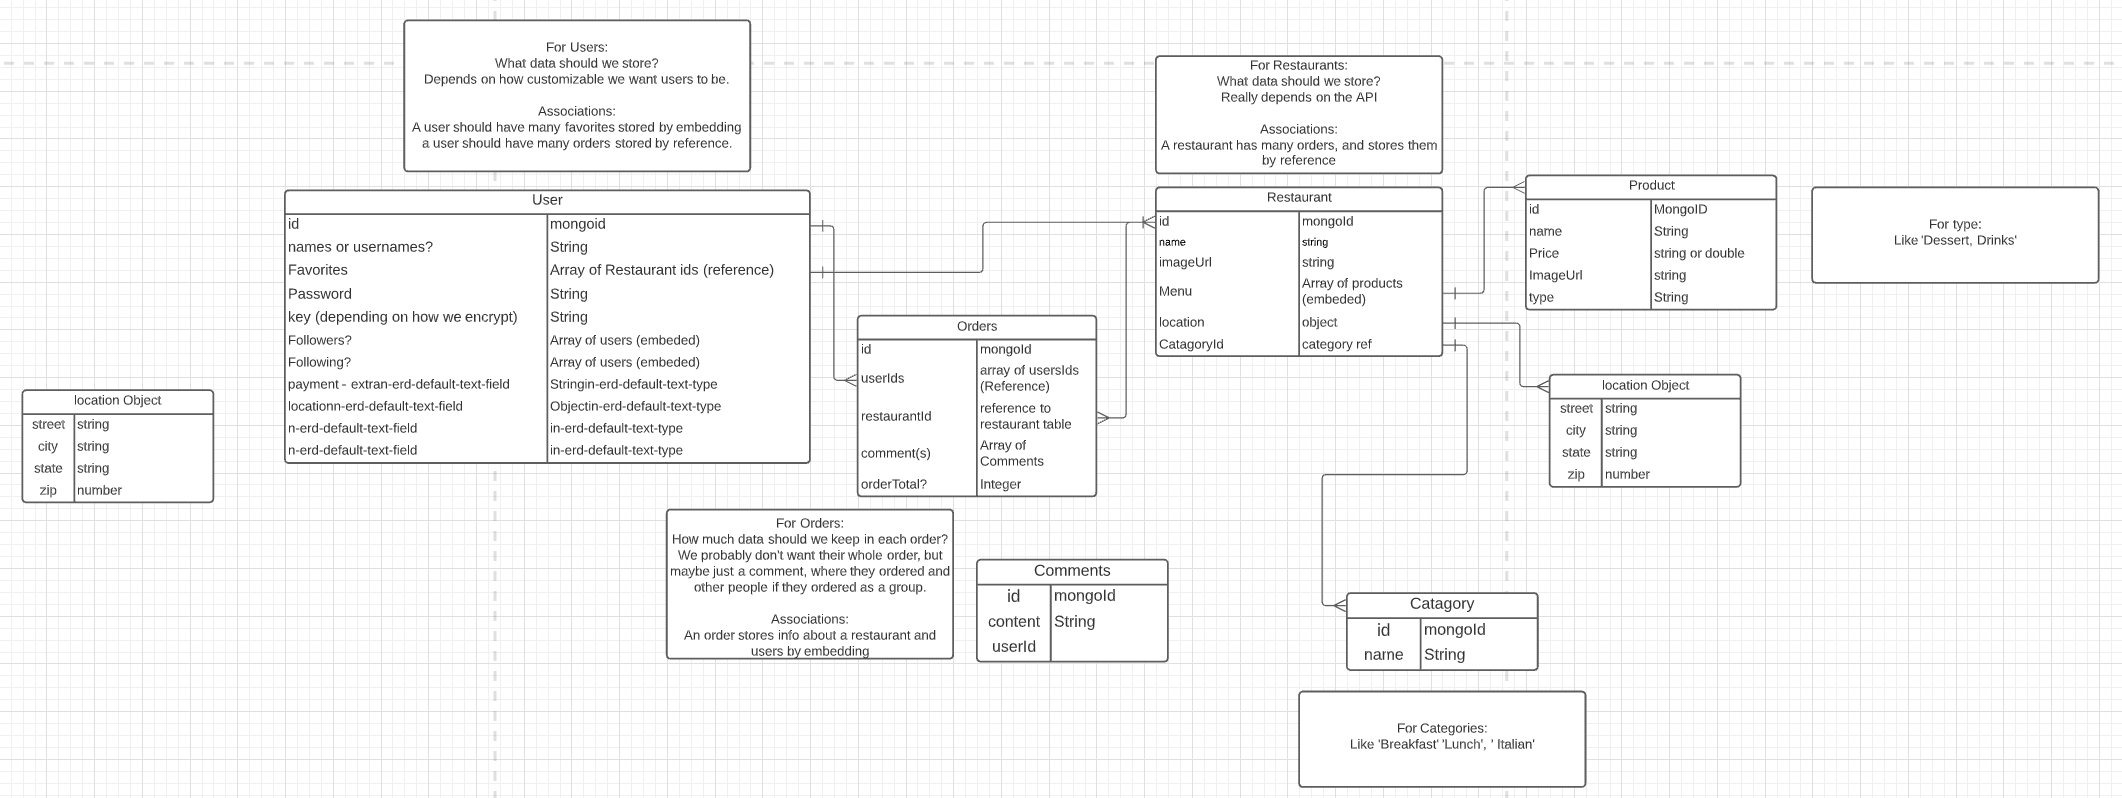 For Users:
What data should we store?
Depends on how customizable we want users to be.
Associations:
A user should have many favorites stored by embedding
a user should have many orders stored by reference.
For Restaurants:
What data should we store?
Really depends on the API
Associations:
A restaurant has many orders, and stores them
by reference
User
id mongoid
names or usernames? String
Favorites Array of Restaurant ids (reference)
Password String
key (depending on how we encrypt) String
Followers? Array of users (embeded)
Following? Array of users (embeded)
payment - extran-erd-default-text-field Stringin-erd-default-text-type
locationn-erd-default-text-field Objectin-erd-default-text-type
n-erd-default-text-field in-erd-default-text-type
n-erd-default-text-field in-erd-default-text-type
Restaurant
id mongoId
name string
imageUrl string
Menu Array of products
(embeded)
location object
CatagoryId category ref
Product
id MongoID
name String
Price string or double
ImageUrl string
type String
For type:
Like 'Dessert, Drinks'
Orders
id mongoId
userIds array of usersIds
(Reference)
restaurantId reference to
restaurant table
comment(s) Array of
Comments
orderTotal? Integer
location Object
street string
city string
state string
zip number
location Object
street string
city string
state string
zip number
For Orders:
How much data should we keep in each order?
We probably don't want their whole order, but
maybe just a comment, where they ordered and
other people if they ordered as a group.
Associations:
An order stores info about a restaurant and
users by embedding
Comments
id mongoId
content String
userId
Catagory
id mongoId
name String
For Categories:
Like 'Breakfast' 'Lunch', ' Italian'